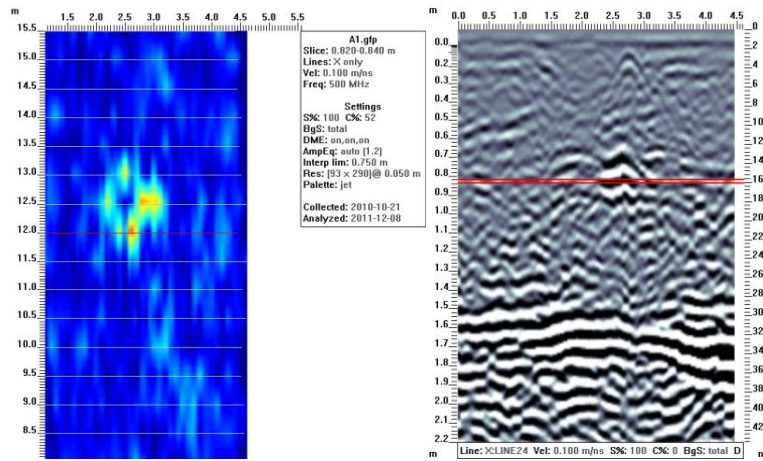 m
1.5 2.0 2.5 3.0 3.5 4.0 4.5 5.0 5.5
15.5
15.0
14.5
14.0
13.5
13.0
12.5
12.0
11.5
11.0
10.5
10.0
9.5
9.0
8.5
A1.gfp
Slice: 0.820-0.840 m
Lines: X only
Vel: 0.100 m/ns
Freq: 500 MHz
Settings
S%: 100 C%: 52
BgS: total
DME: on,on,on
AmpEq: auto (1.2)
Interp lim: 0.750 m
Res: (93 x 290)@ 0.050 m
Palette: jet
Collected: 2010-10-21
Analyzed: 2011-12-08
m
0.0 0.5 1.0 1.5 2.0 2.5 3.0 3.5 4.0 4.5
0.0
0.1
0.2
0.3
0.4
0.5
0.6
0.7
0.8
0.9
1.0
1.1
1.2
1.3
1.4
1.5
1.6
1.7
1.8
1.9
2.0
2.1
2.2
m
0
2
4
6
8
10
12
14
16
18
20
22
24
26
28
30
32
34
36
38
40
42
n
Line: X:LINE24 Vel: 0.100 m/ns S%: 100 C%: 0 BgS: total D